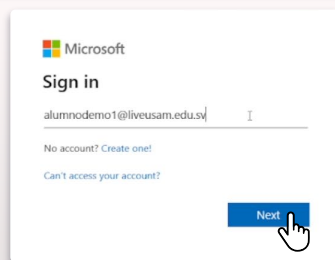 Microsoft
Sign in
alumnodemo1@liveusam.edu.sv
No account? Create one!
Can't access your account?
Next